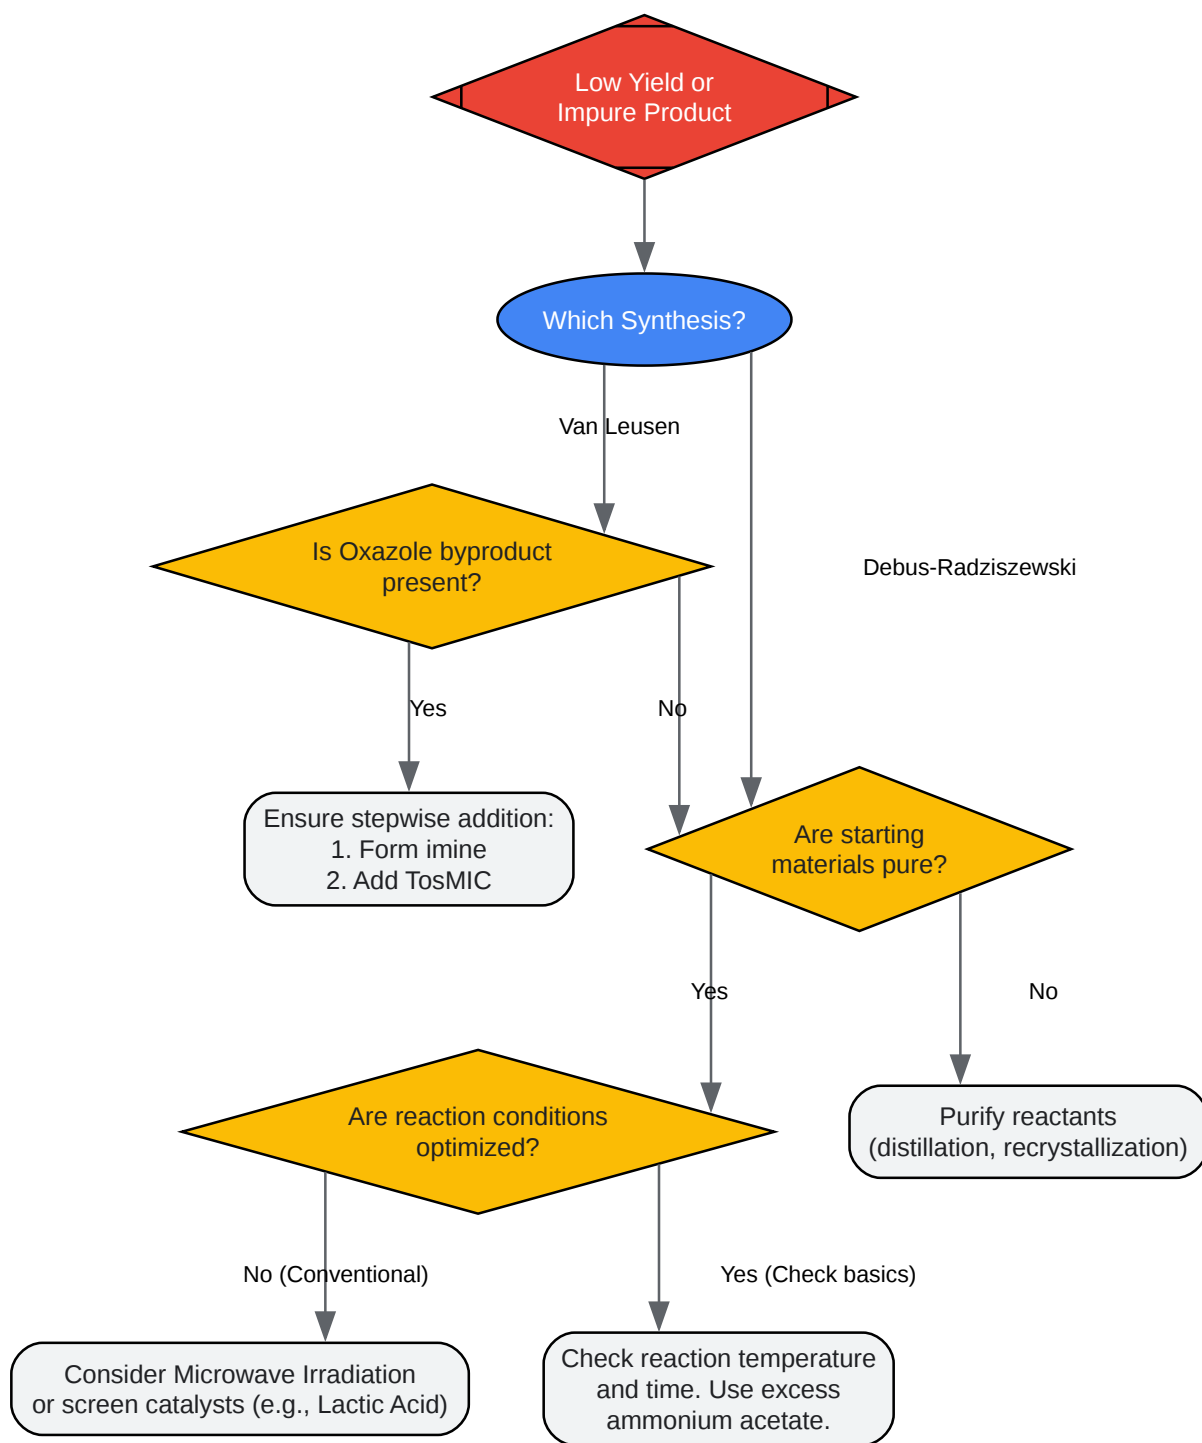 Low Yield or
Impure Product
Which Synthesis?
Van Leusen
Is Oxazole byproduct
present?
Debus-Radziszewski
Yes
No
Ensure stepwise addition:
1. Form imine
2. Add TosMIC
Are starting
materials pure?
Yes
No
Are reaction conditions
optimized?
Purify reactants
(distillation, recrystallization)
No (Conventional)
Yes (Check basics)
Consider Microwave Irradiation
or screen catalysts (e.g., Lactic Acid)
Check reaction temperature
and time. Use excess
ammonium acetate.